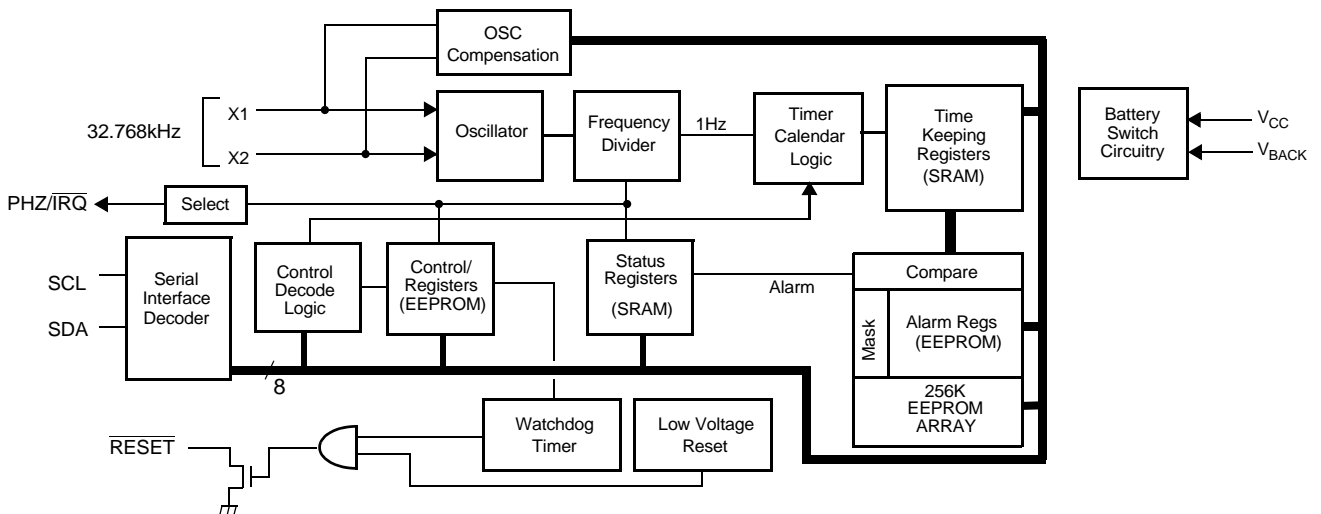 OSC
Compensation
32.768kHz
X1
X2
Oscillator
Frequency
Divider
1Hz
Timer
Calendar
Logic
Time
Keeping
Registers
(SRAM)
Battery
Switch
Circuitry
VCC
VBACK
PHZ/IRQ
Select
SCL
SDA
Serial
Interface
Decoder
Control
Decode
Logic
Control/
Registers
(EEPROM)
Status
Registers
(SRAM)
Alarm
Compare
Mask
Alarm Regs
(EEPROM)
256K
EEPROM
ARRAY
8
RESET
Watchdog
Timer
Low Voltage
Reset